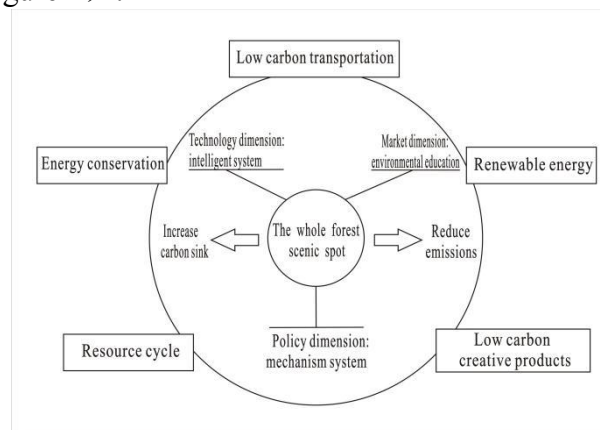 Low carbon transportation
Technology dimension:
intelligent system
Market dimension:
environmental education
Energy conservation
Renewable energy
Increase
carbon sink
The whole forest
scenic spot
Reduce
emissions
Policy dimension:
mechanism system
Resource cycle
Low carbon
creative products